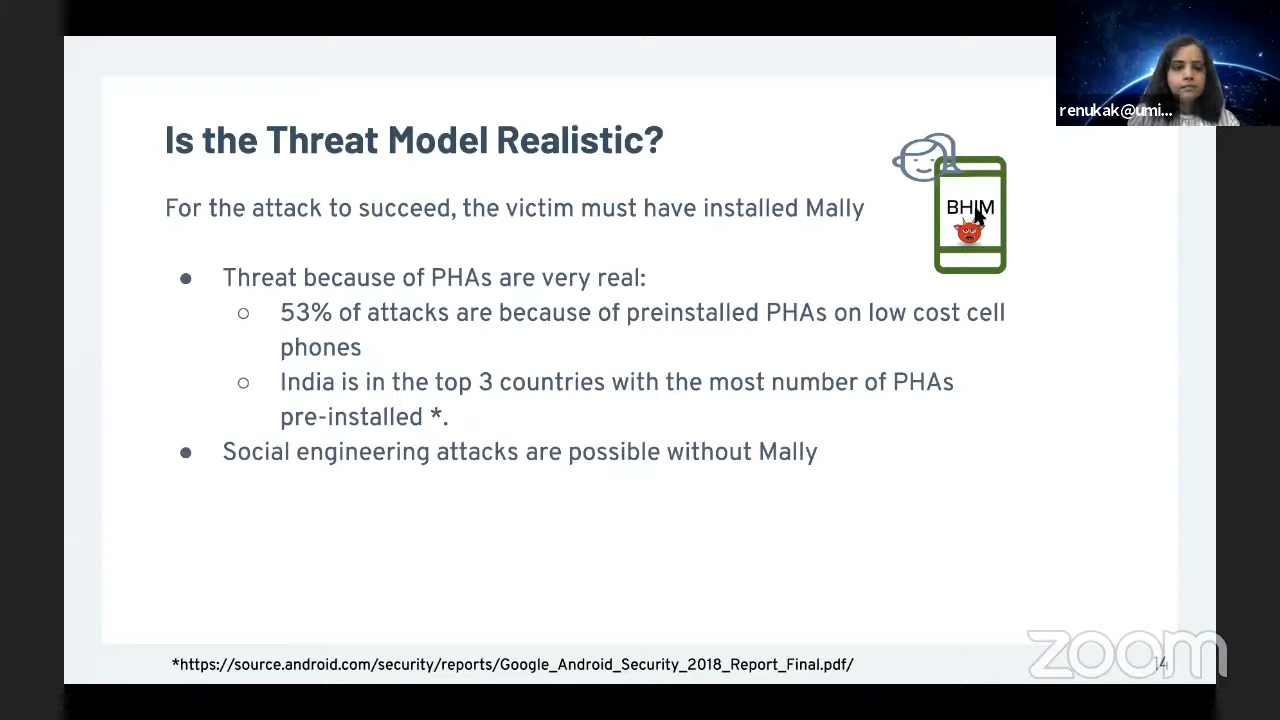 renukak@umi...
Is the Threat Model Realistic?
BHIM
For the attack to succeed, the victim must have installed Mally
● Threat because of PHAs are very real:
○ 53% of attacks are because of preinstalled PHAs on low cost cell
phones
○ India is in the top 3 countries with the most number of PHAs
pre-installed *.
● Social engineering attacks are possible without Mally
*https://source.android.com/security/reports/Google_Android_Security_2018_Report_Final.pdf/
14
zoom